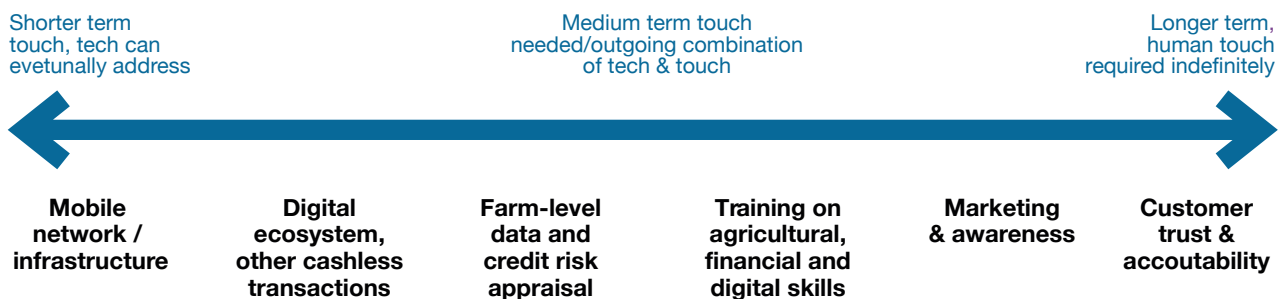 Shorter term
touch, tech can
evetunally address
Medium term touch
needed/outgoing combination
of tech & touch
Longer term,
human touch
required indefinitely
Mobile
network /
infrastructure
Digital
ecosystem,
other cashless
transactions
Farm-level
data and
credit risk
appraisal
Training on
agricultural,
financial and
digital skills
Marketing
& awareness
Customer
trust &
accoutability